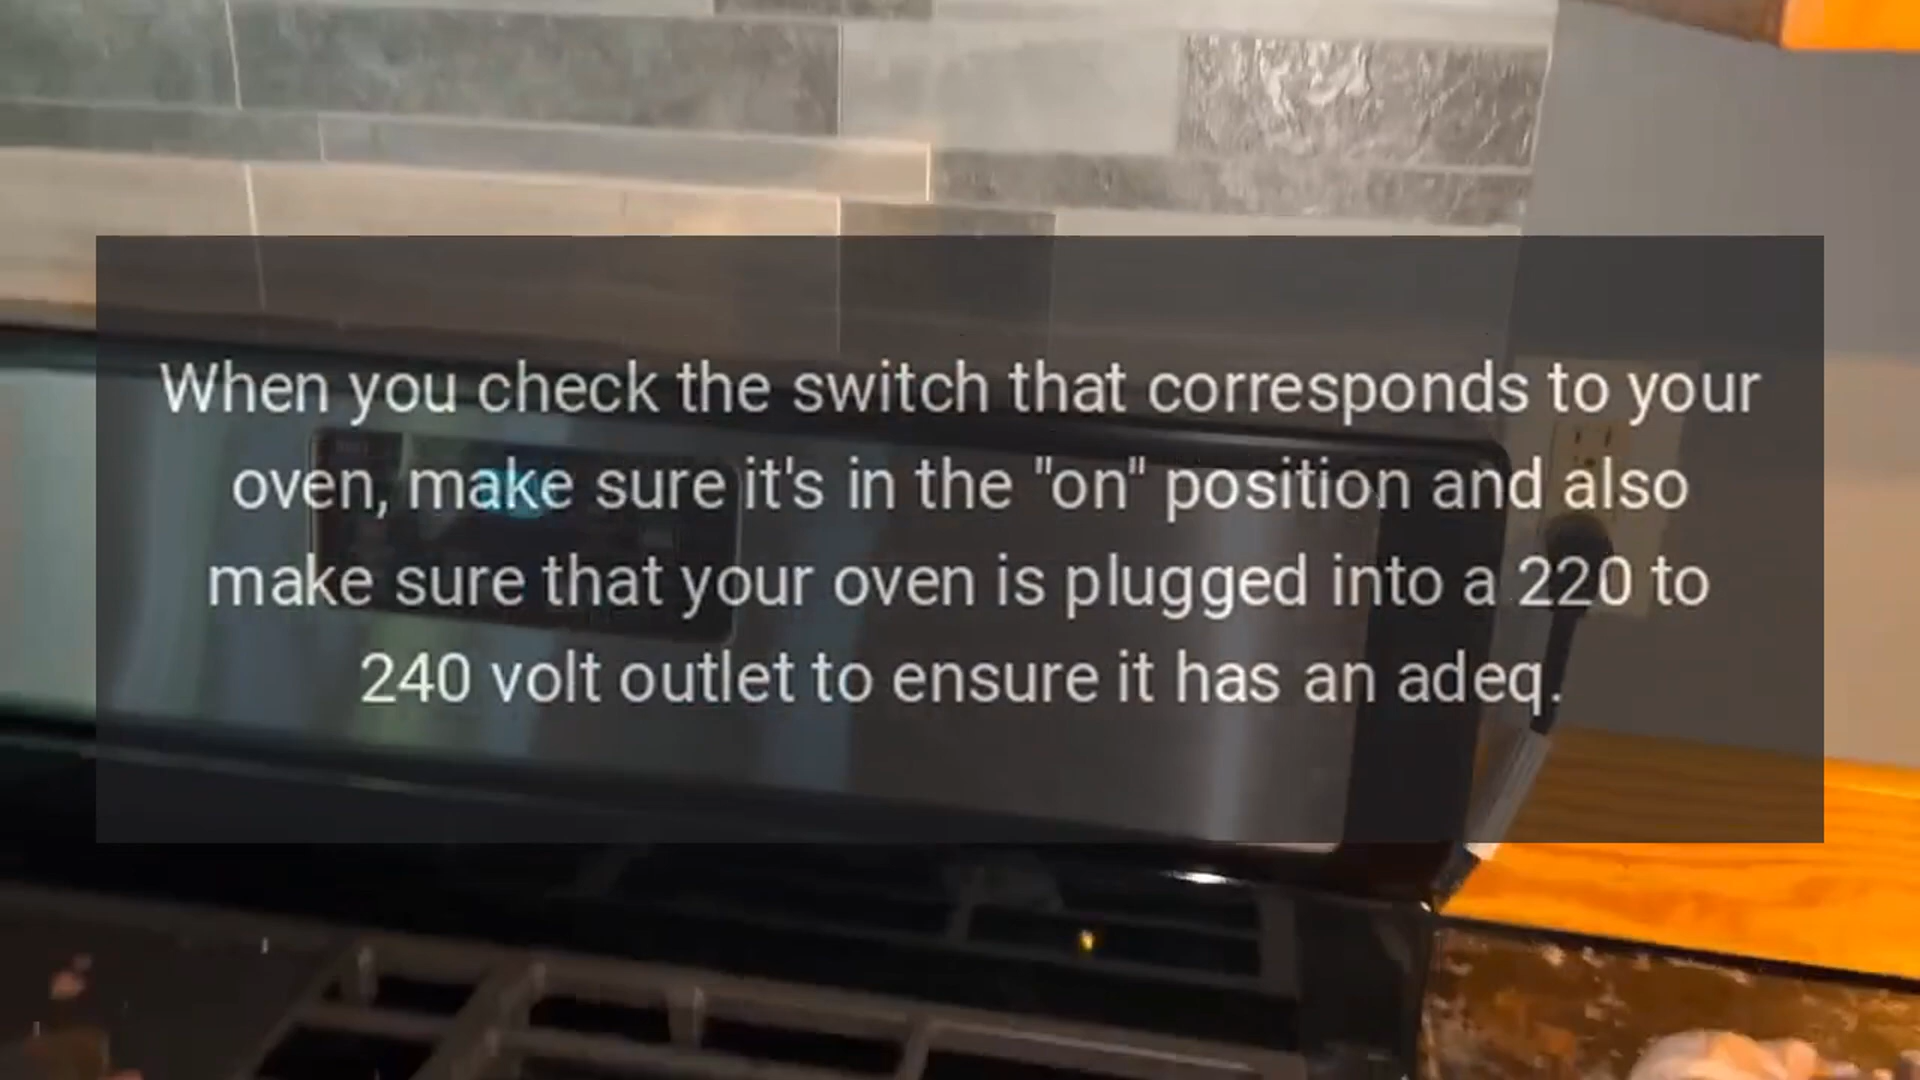 When you check the switch that corresponds to your
oven, make sure it's in the "on" position and also
make sure that your oven is plugged into a 220 to
240 volt outlet to ensure it has an adeq.